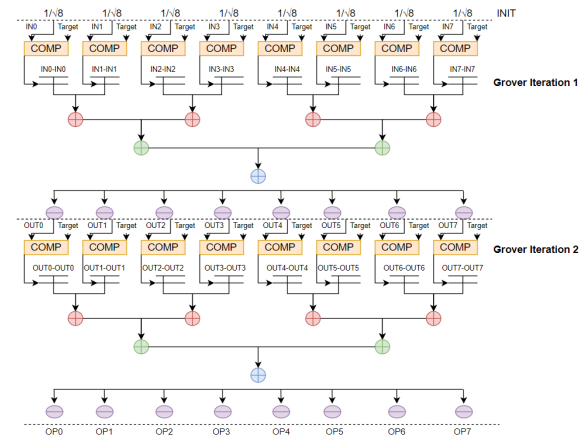 1/√8 1/√8 1/√8 1/√8 1/√8 1/√8 1/√8 1/√8 INIT
IN0 Target IN1 Target IN2 Target IN3 Target IN4 Target IN5 Target IN6 Target IN7 Target
COMP COMP COMP COMP COMP COMP COMP COMP
IN0-IN0 IN1-IN1 IN2-IN2 IN3-IN3 IN4-IN4 IN5-IN5 IN6-IN6 IN7-IN7
Grover Iteration 1
OUT0 Target OUT1 Target OUT2 Target OUT3 Target OUT4 Target OUT5 Target OUT6 Target OUT7 Target
COMP COMP COMP COMP COMP COMP COMP COMP
Grover Iteration 2
OUT0-OUT0 OUT1-OUT1 OUT2-OUT2 OUT3-OUT3 OUT4-OUT4 OUT5-OUT5 OUT6-OUT6 OUT7-OUT7
OP0 OP1 OP2 OP3 OP4 OP5 OP6 OP7